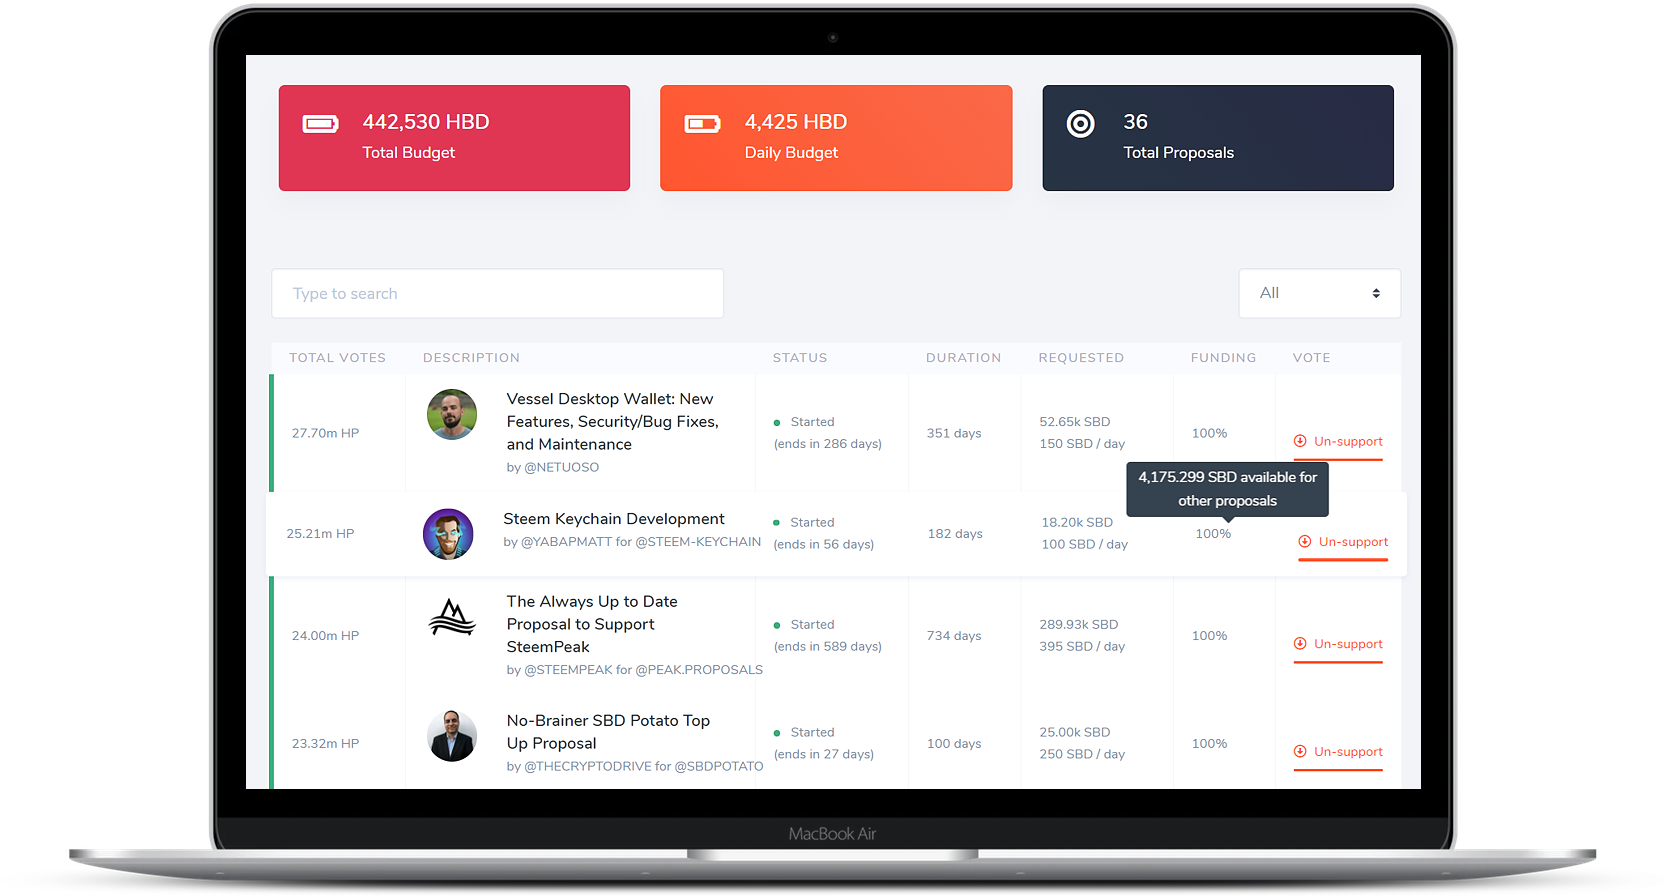 442,530 HBD
Total Budget
4,425 HBD
Daily Budget
36
Total Proposals
Type to search
All
TOTAL VOTES DESCRIPTION STATUS DURATION REQUESTED FUNDING VOTE
27.70m HP
Vessel Desktop Wallet: New
Features, Security/Bug Fixes,
and Maintenance
by @NETUOSO
Started
(ends in 286 days)
351 days
52.65k SBD
150 SBD / day
100%
Un-support
4,175.299 SBD available for
other proposals
25.21m HP
Steem Keychain Development
by @YABAPMATT for @STEEM-KEYCHAIN
Started
(ends in 56 days)
182 days
18.20k SBD
100 SBD / day
100%
Un-support
24.00m HP
The Always Up to Date
Proposal to Support
SteemPeak
by @STEEMPEAK for @PEAK.PROPOSALS
Started
(ends in 589 days)
734 days
289.93k SBD
395 SBD / day
100%
Un-support
23.32m HP
No-Brainer SBD Potato Top
Up Proposal
by @THECRYPTODRIVE for @SBDPOTATO
Started
(ends in 27 days)
100 days
25.00k SBD
250 SBD / day
100%
Un-support
MacBook Air